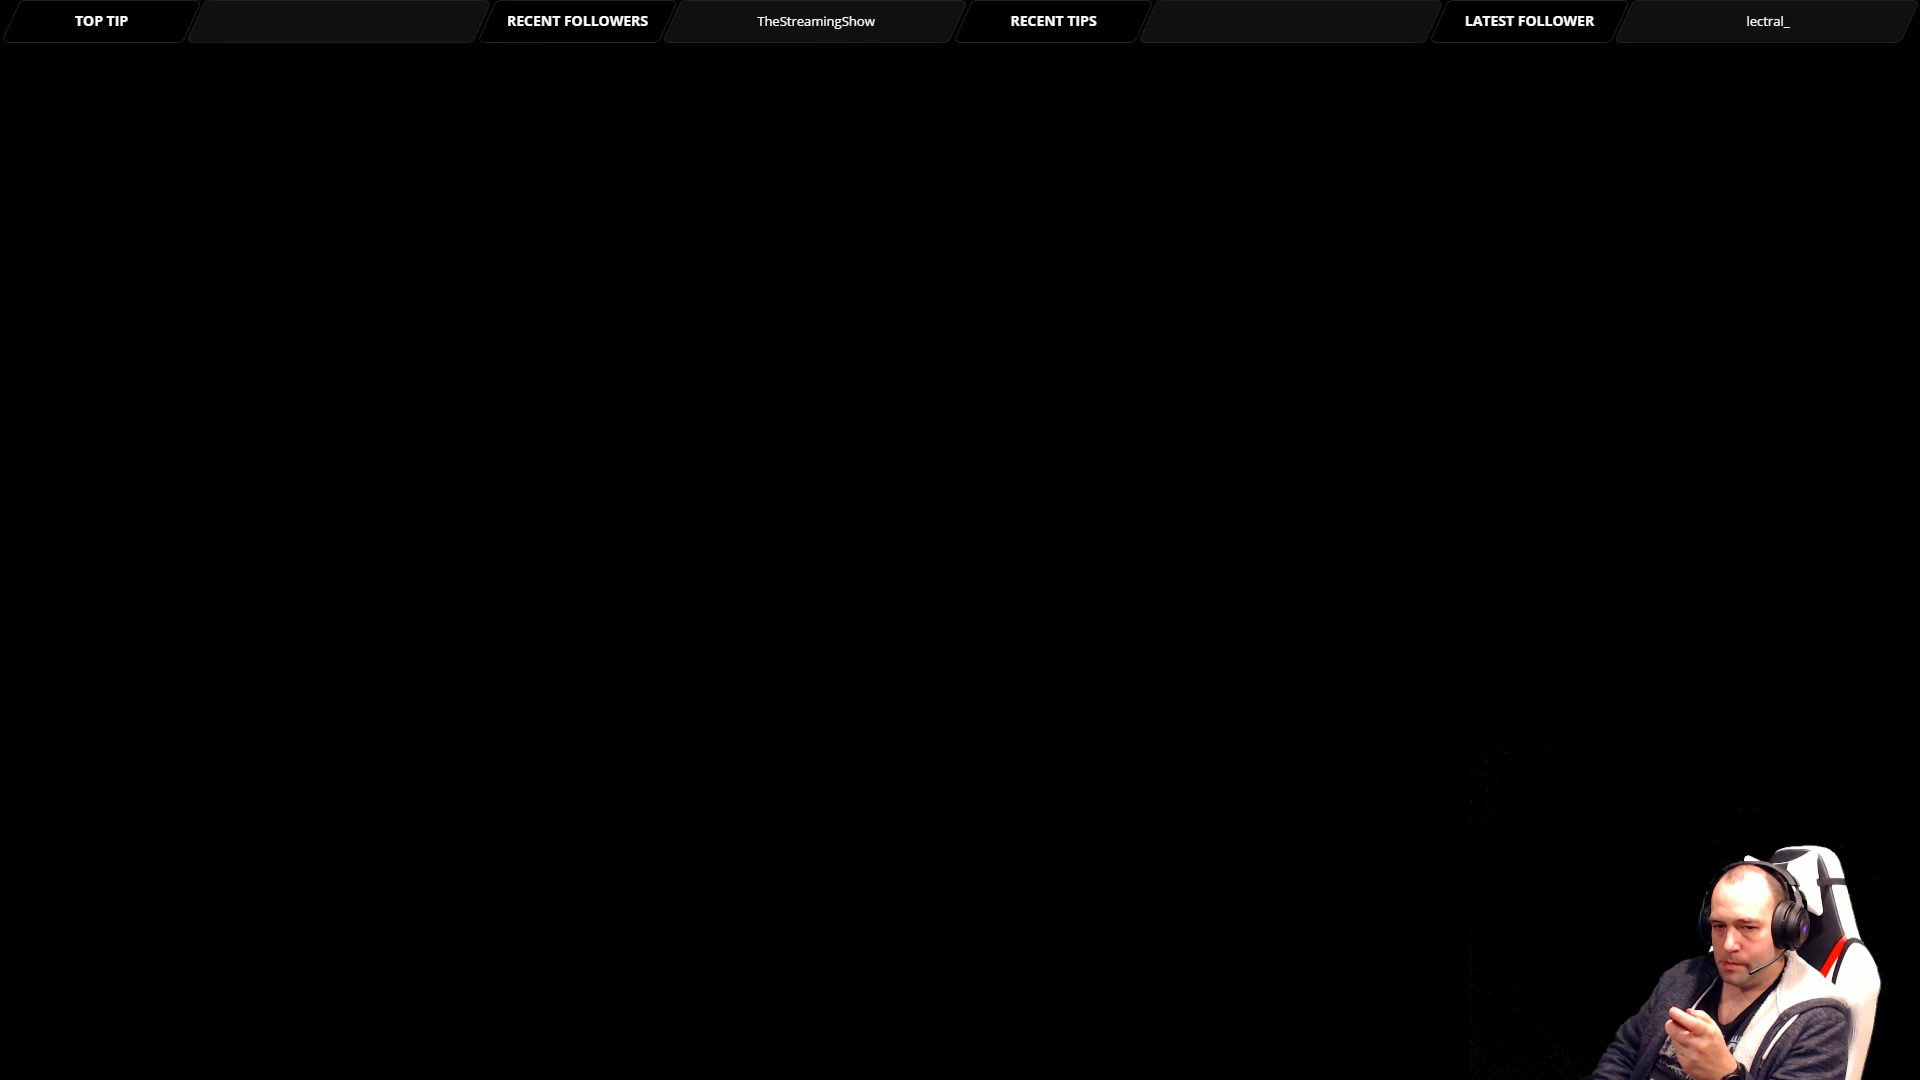 TOP TIP
RECENT FOLLOWERS
TheStreamingShow
RECENT TIPS
LATEST FOLLOWER
lectral_